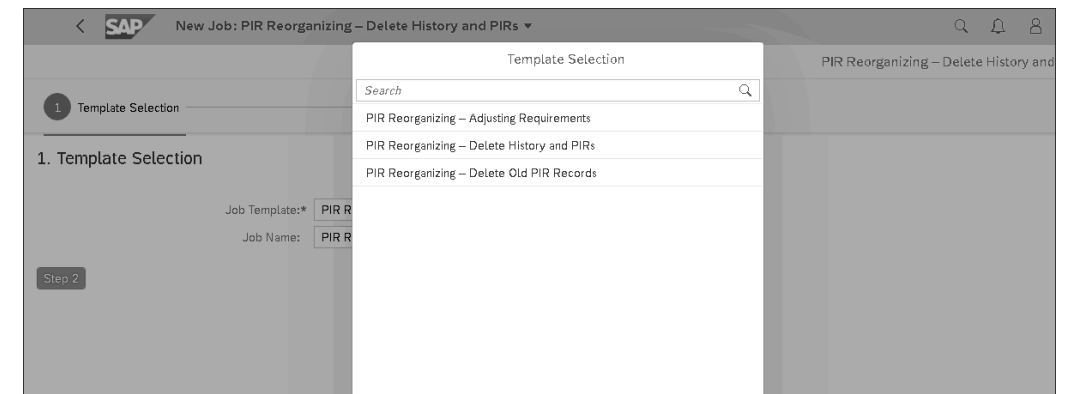 SAP New Job: PIR Reorganizing – Delete History and PIRs
Template Selection
PIR Reorganizing – Delete History and
Search
1 Template Selection
PIR Reorganizing – Adjusting Requirements
PIR Reorganizing – Delete History and PIRs
1. Template Selection
PIR Reorganizing – Delete Old PIR Records
Job Template:* PIR R
Job Name: PIR R
Step 2